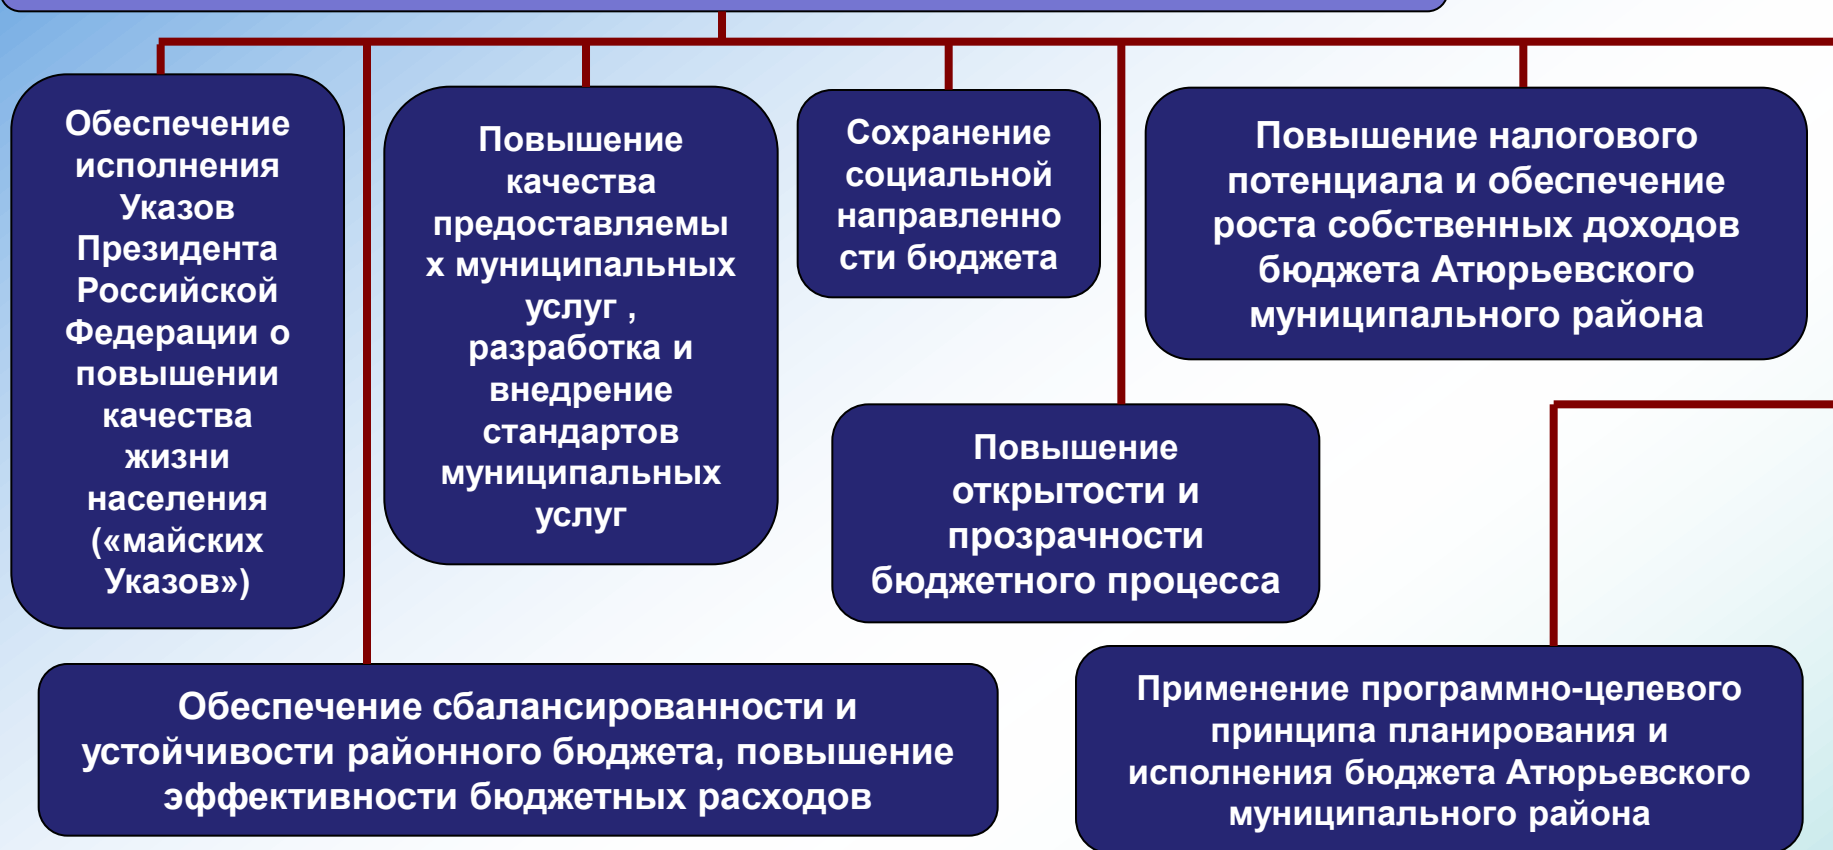 Обеспечение
исполнения
Указов
Президента
Российской
Федерации о
повышении
качества
жизни
населения
(«майских
Указов»)
Повышение
качества
предоставляемы
х муниципальных
услуг ,
разработка и
внедрение
стандартов
муниципальных
услуг
Сохранение
социальной
направленно
сти бюджета
Повышение налогового
потенциала и обеспечение
роста собственных доходов
бюджета Атюрьевского
муниципального района
Повышение
открытости и
прозрачности
бюджетного процесса
Обеспечение сбалансированности и
устойчивости районного бюджета, повышение
эффективности бюджетных расходов
Применение программно-целевого
принципа планирования и
исполнения бюджета Атюрьевского
муниципального района